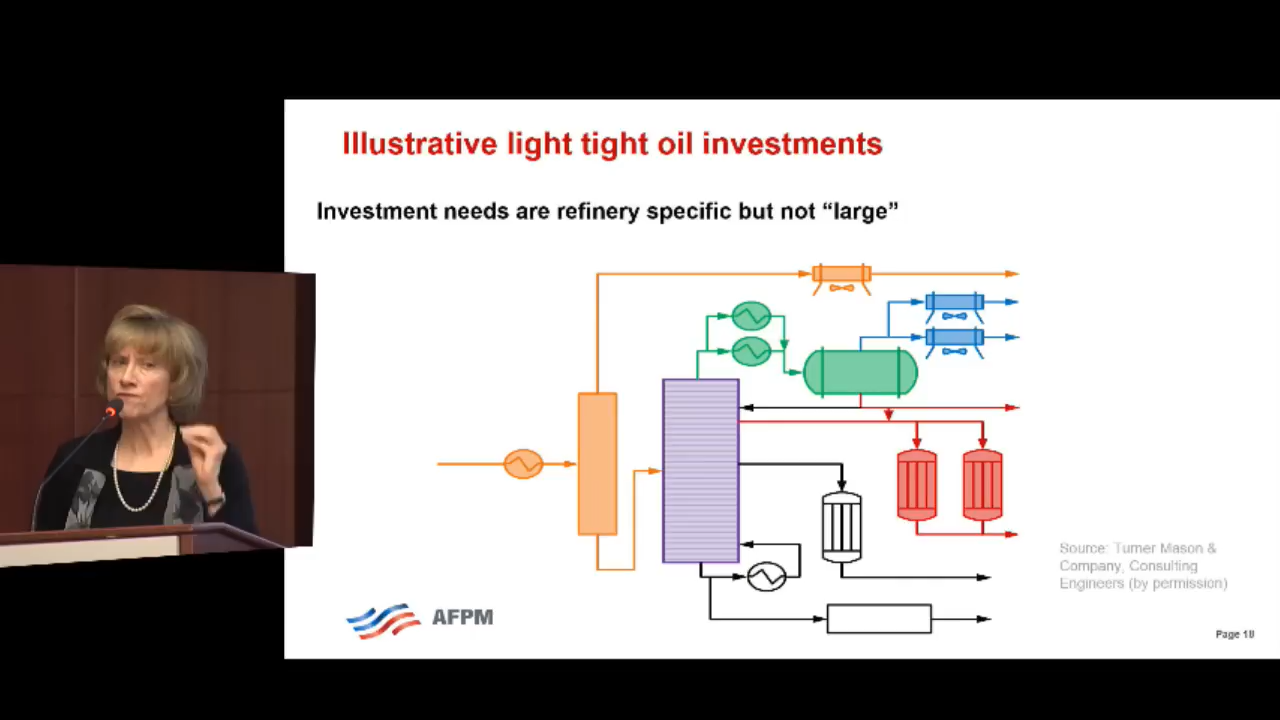 Illustrative light tight oil investments
Investment needs are refinery specific but not “large”
Source: Turner Mason &
Company, Consulting
Engineers (by permission)
AFPM
Page 18